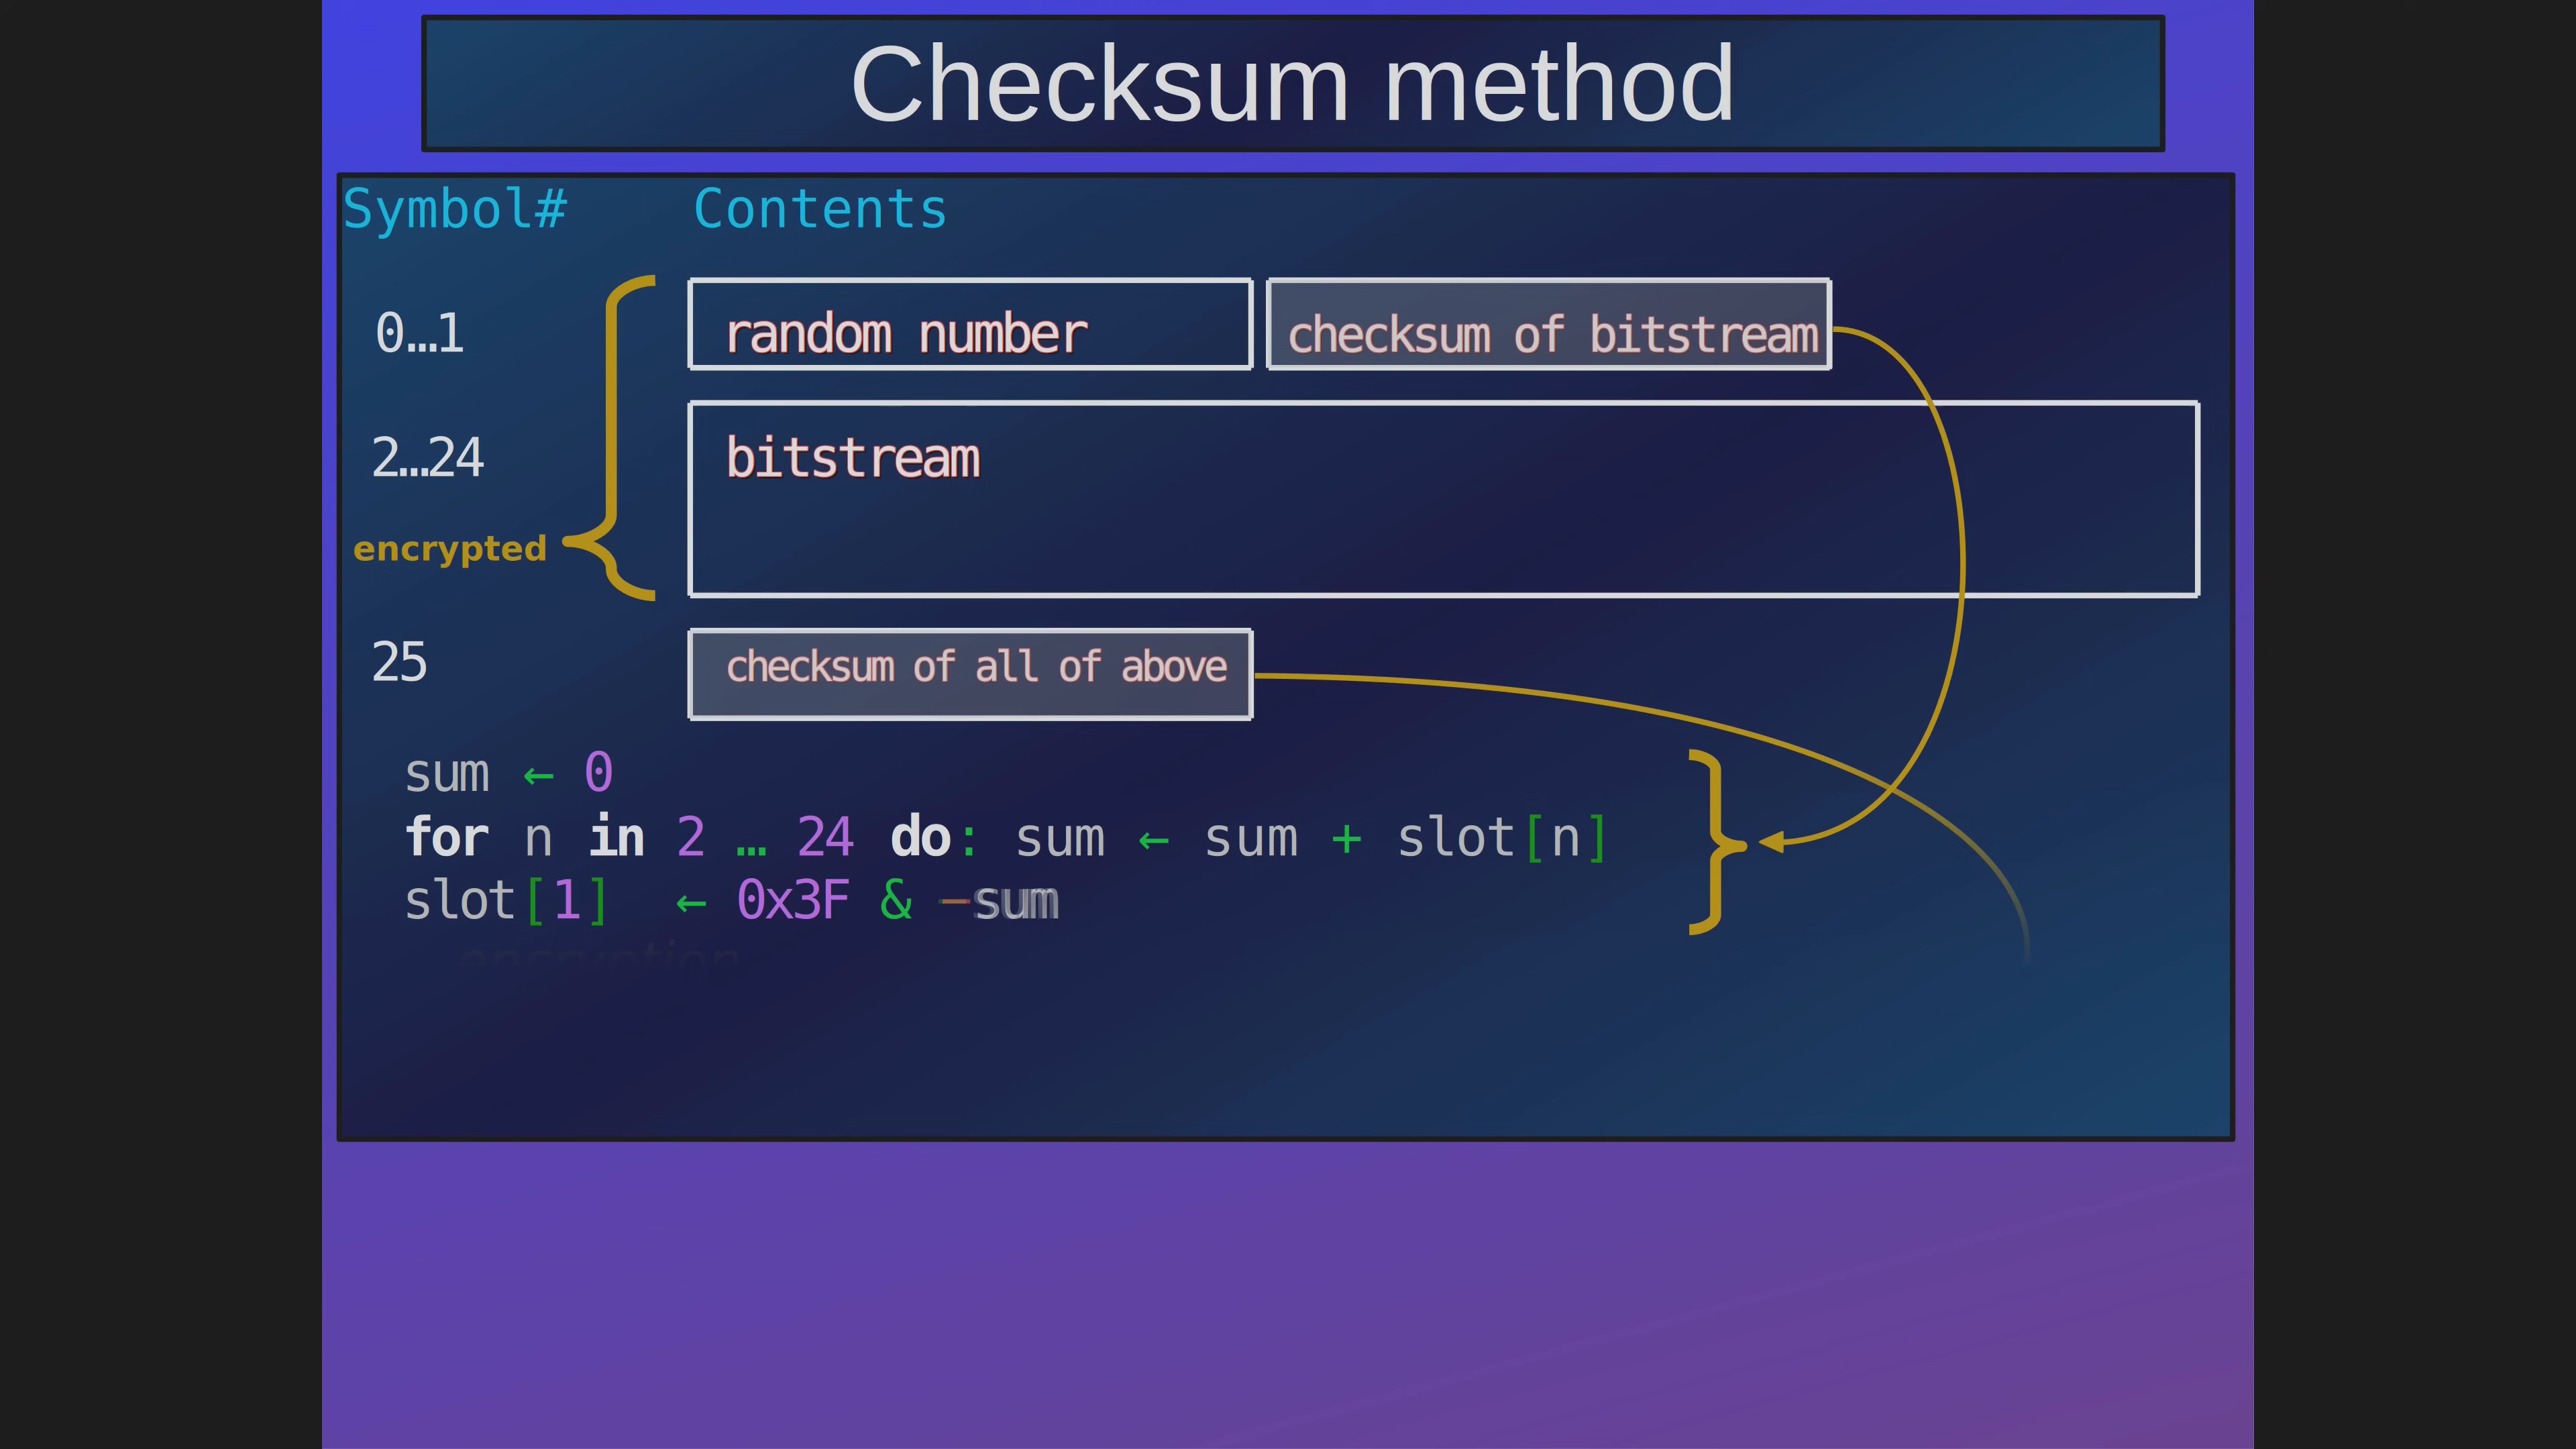 Checksum method
Symbol# Contents
0…1 random number checksum of bitstream
2…24 bitstream
encrypted
25 checksum of all of above
sum ← 0
for n in 2 … 24 do: sum ← sum + slot[n]
slot[1] ← 0x3F & −sum
encryption